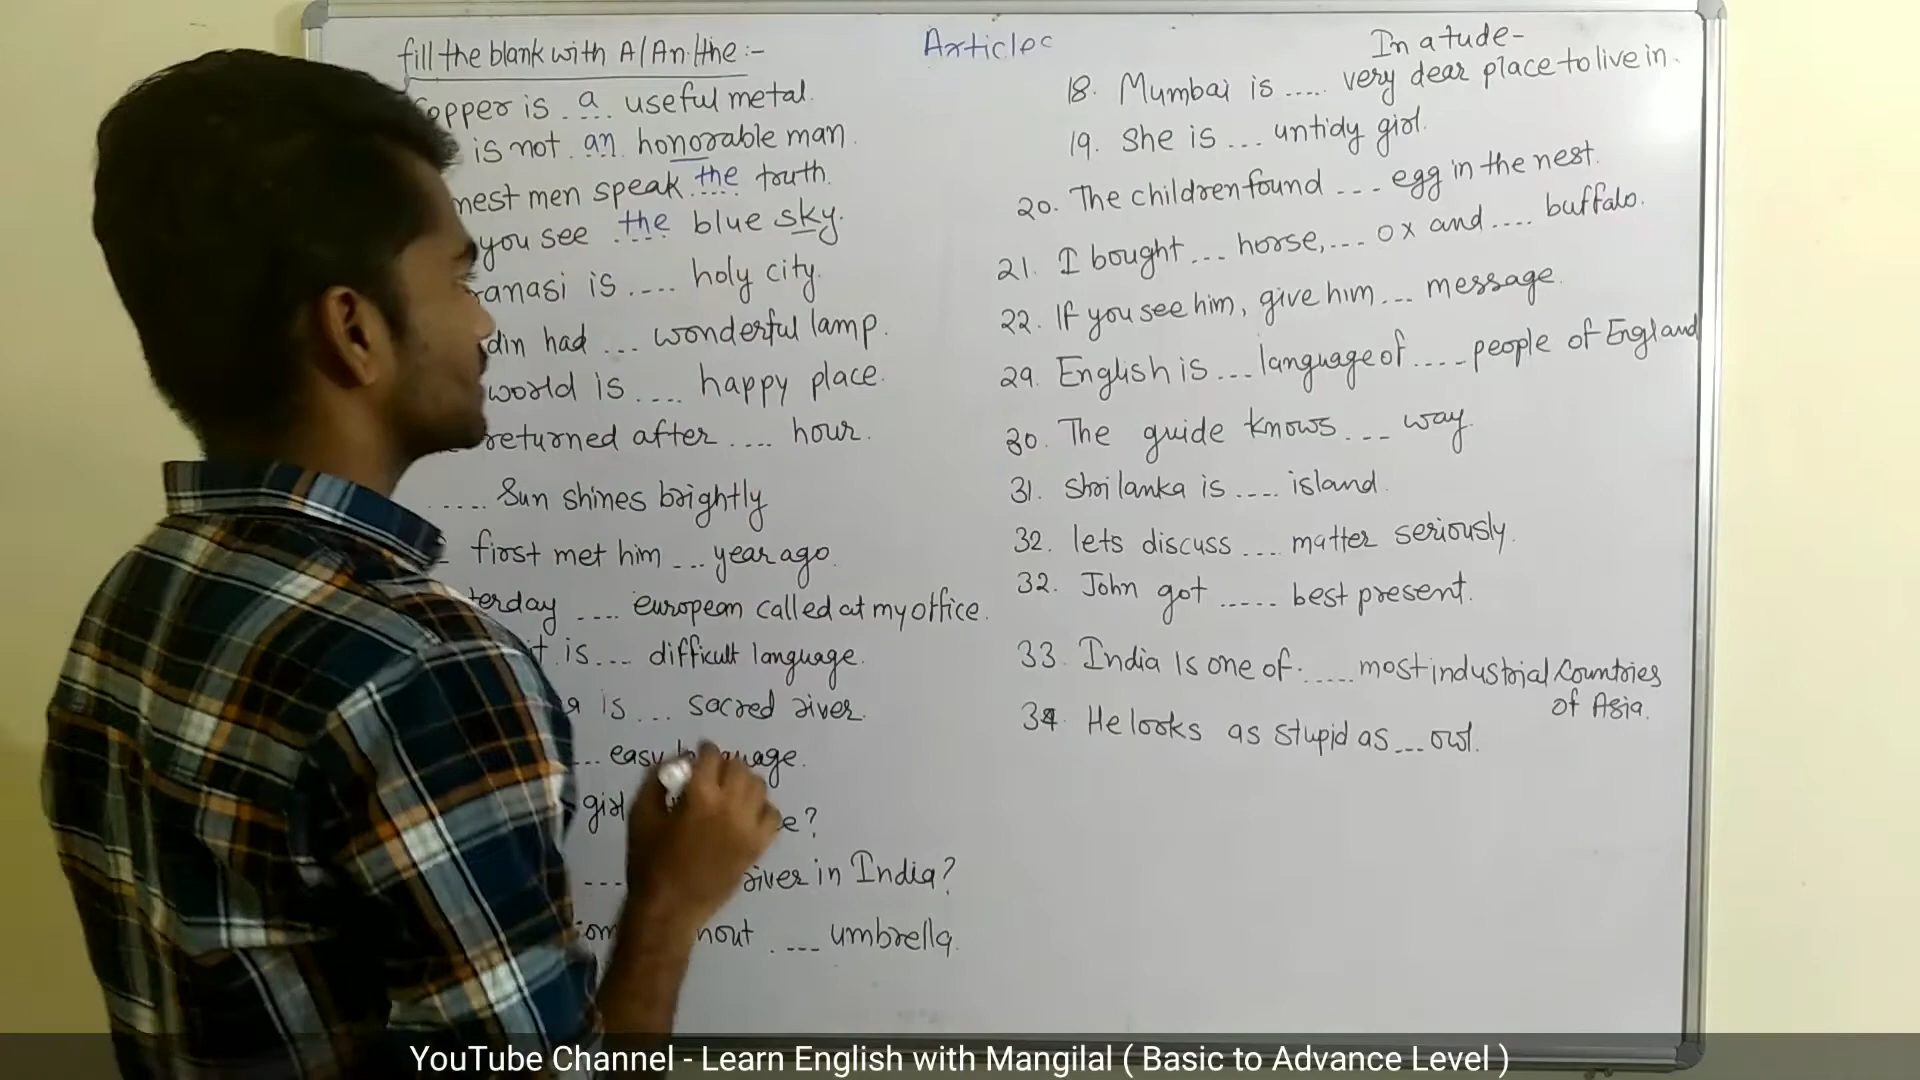 fill the blank with A/An/the :-
opper is a useful metal.
is not an honorable man.
nest men speak the truth.
you see the blue sky.
ranasi is .... holy city.
din had ... wonderful lamp.
world is .... happy place.
returned after .... hour.
..... Sun shines brightly
first met him ... year ago.
terday .... european called at my office.
t is... difficult language.
a is ... sacred river.
... easy language.
girl e?
--- river in India?
com hout .--- umbrella.
Articles
In a tude-
18. Mumbai is .... very dear place to live in.
19. She is ... untidy girl.
20. The children found --- egg in the nest.
21. I bought ... horse, ... ox and .... buffalo.
22. If you see him, give him ... message.
29. English is ... language of .... people of England
30. The guide knows --- way.
31. Shri lanka is .... island.
32. lets discuss .... matter seriously.
32. John got ..... best present.
33. India Is one of ..... most industrial Countries
of Asia.
34. He looks as stupid as ... owl.
YouTube Channel - Learn English with Mangilal ( Basic to Advance Level )